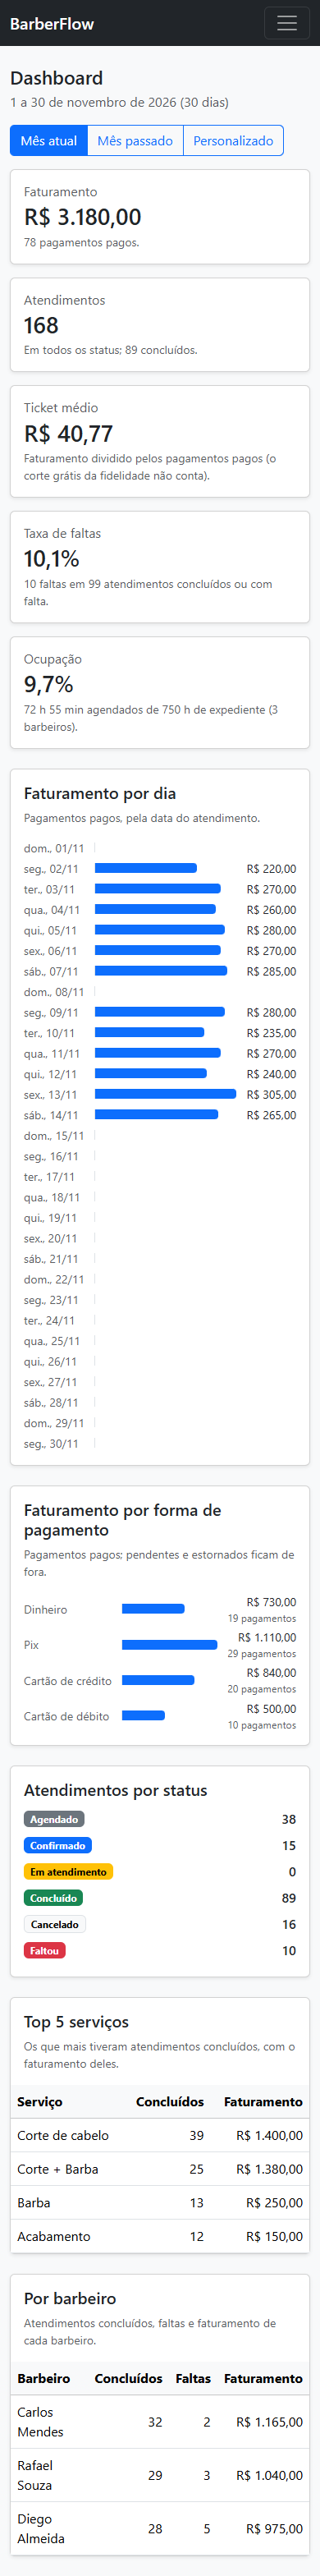 BarberFlow
Dashboard
1 a 30 de novembro de 2026 (30 dias)
Mês atual Mês passado Personalizado
Faturamento
R$ 3.180,00
78 pagamentos pagos.
Atendimentos
168
Em todos os status; 89 concluídos.
Ticket médio
R$ 40,77
Faturamento dividido pelos pagamentos pagos (o
corte grátis da fidelidade não conta).
Taxa de faltas
10,1%
10 faltas em 99 atendimentos concluídos ou com
falta.
Ocupação
9,7%
72 h 55 min agendados de 750 h de expediente (3
barbeiros).
Faturamento por dia
Pagamentos pagos, pela data do atendimento.
dom., 01/11
seg., 02/11 R$ 220,00
ter., 03/11 R$ 270,00
qua., 04/11 R$ 260,00
qui., 05/11 R$ 280,00
sex., 06/11 R$ 270,00
sáb., 07/11 R$ 285,00
dom., 08/11
seg., 09/11 R$ 280,00
ter., 10/11 R$ 235,00
qua., 11/11 R$ 270,00
qui., 12/11 R$ 240,00
sex., 13/11 R$ 305,00
sáb., 14/11 R$ 265,00
dom., 15/11
seg., 16/11
ter., 17/11
qua., 18/11
qui., 19/11
sex., 20/11
sáb., 21/11
dom., 22/11
seg., 23/11
ter., 24/11
qua., 25/11
qui., 26/11
sex., 27/11
sáb., 28/11
dom., 29/11
seg., 30/11
Faturamento por forma de
pagamento
Pagamentos pagos; pendentes e estornados ficam de
fora.
Dinheiro R$ 730,00
19 pagamentos
Pix R$ 1.110,00
29 pagamentos
Cartão de crédito R$ 840,00
20 pagamentos
Cartão de débito R$ 500,00
10 pagamentos
Atendimentos por status
Agendado 38
Confirmado 15
Em atendimento 0
Concluído 89
Cancelado 16
Faltou 10
Top 5 serviços
Os que mais tiveram atendimentos concluídos, com o
faturamento deles.
Serviço Concluídos Faturamento
Corte de cabelo 39 R$ 1.400,00
Corte + Barba 25 R$ 1.380,00
Barba 13 R$ 250,00
Acabamento 12 R$ 150,00
Por barbeiro
Atendimentos concluídos, faltas e faturamento de
cada barbeiro.
Barbeiro Concluídos Faltas Faturamento
Carlos
Mendes 32 2 R$ 1.165,00
Rafael
Souza 29 3 R$ 1.040,00
Diego
Almeida 28 5 R$ 975,00